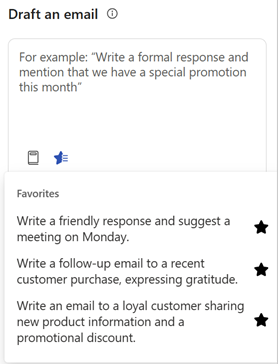 Draft an email
For example: “Write a formal response and
mention that we have a special promotion
this month”
Favorites
Write a friendly response and suggest a
meeting on Monday.
Write a follow-up email to a recent
customer purchase, expressing gratitude.
Write an email to a loyal customer sharing
new product information and a
promotional discount.